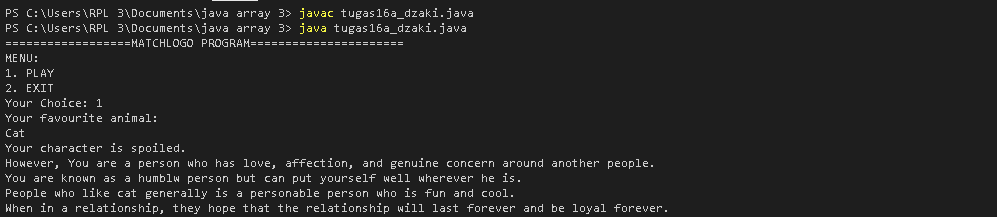 PS C:\Users\RPL 3\Documents\java array 3> javac tugas16a_dzaki.java
PS C:\Users\RPL 3\Documents\java array 3> java tugas16a_dzaki.java
==================MATCHLOGO PROGRAM======================
MENU:
1. PLAY
2. EXIT
Your Choice: 1
Your favourite animal:
Cat
Your character is spoiled.
However, You are a person who has love, affection, and genuine concern around another people.
You are known as a humblw person but can put yourself well wherever he is.
People who like cat generally is a personable person who is fun and cool.
When in a relationship, they hope that the relationship will last forever and be loyal forever.